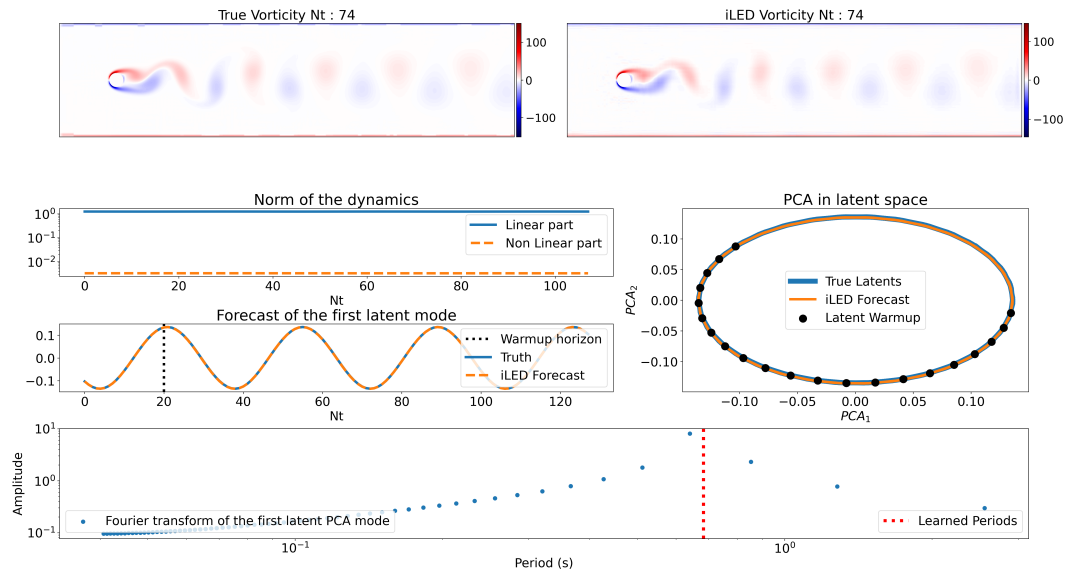 True Vorticity Nt : 74
iLED Vorticity Nt : 74
100
0
−100
100
0
−100
Norm of the dynamics
10⁰
10⁻¹
10⁻²
Linear part
Non Linear part
0 20 40 60 80 100
Nt
PCA in latent space
PCA₂
0.10
0.05
0.00
−0.05
−0.10
True Latents
iLED Forecast
Latent Warmup
−0.10 −0.05 0.00 0.05 0.10
PCA₁
Forecast of the first latent mode
0.1
0.0
−0.1
Warmup horizon
Truth
iLED Forecast
0 20 40 60 80 100 120
Nt
Amplitude
10¹
10⁰
10⁻¹
Fourier transform of the first latent PCA mode
Learned Periods
10⁻¹ 10⁰
Period (s)